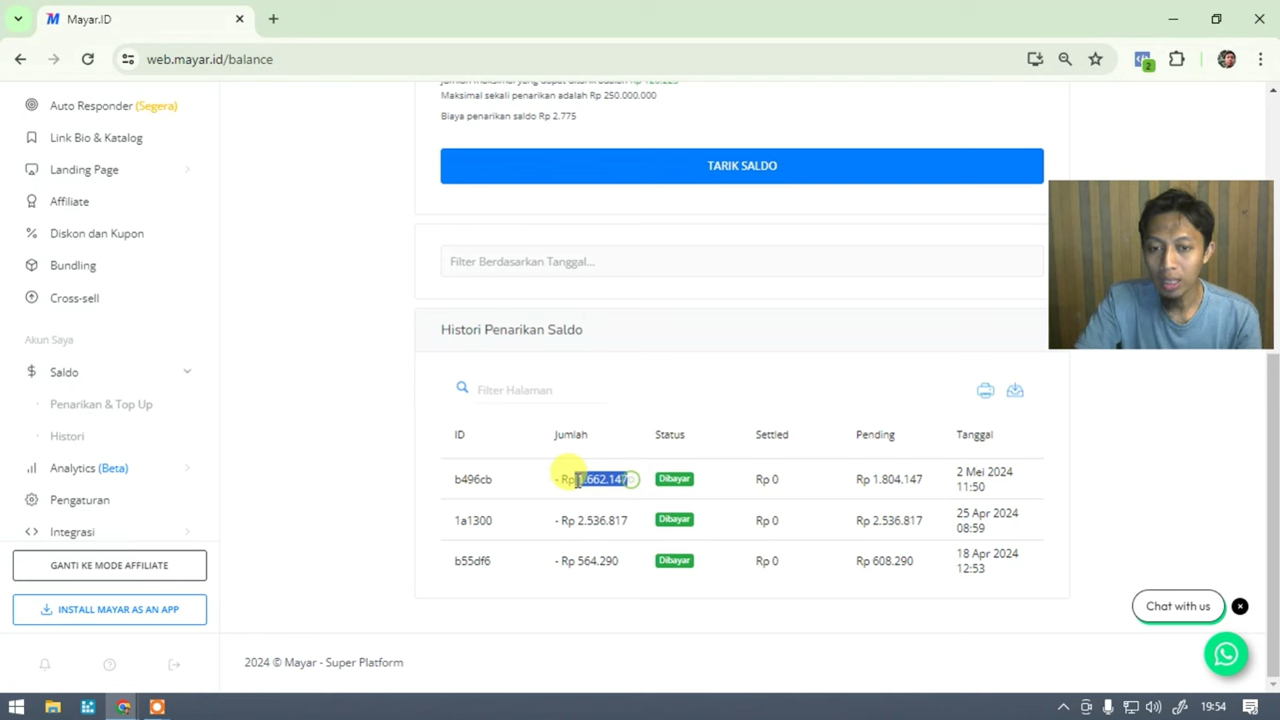 Mayar.ID
web.mayar.id/balance
2
Auto Responder (Segera)
Link Bio & Katalog
Landing Page
Affiliate
Diskon dan Kupon
Bundling
Cross-sell
Akun Saya
Saldo
Penarikan & Top Up
Histori
Analytics (Beta)
Pengaturan
Integrasi
GANTI KE MODE AFFILIATE
INSTALL MAYAR AS AN APP
Maksimal sekali penarikan adalah Rp 250.000.000
Biaya penarikan saldo Rp 2.775
TARIK SALDO
Filter Berdasarkan Tanggal...
Histori Penarikan Saldo
Filter Halaman
ID Jumlah Status Settled Pending Tanggal
b496cb - Rp 1.662.147 Dibayar Rp 0 Rp 1.804.147 2 Mei 2024
11:50
1a1300 - Rp 2.536.817 Dibayar Rp 0 Rp 2.536.817 25 Apr 2024
08:59
b55df6 - Rp 564.290 Dibayar Rp 0 Rp 608.290 18 Apr 2024
12:53
Chat with us
2024 © Mayar - Super Platform
19:54